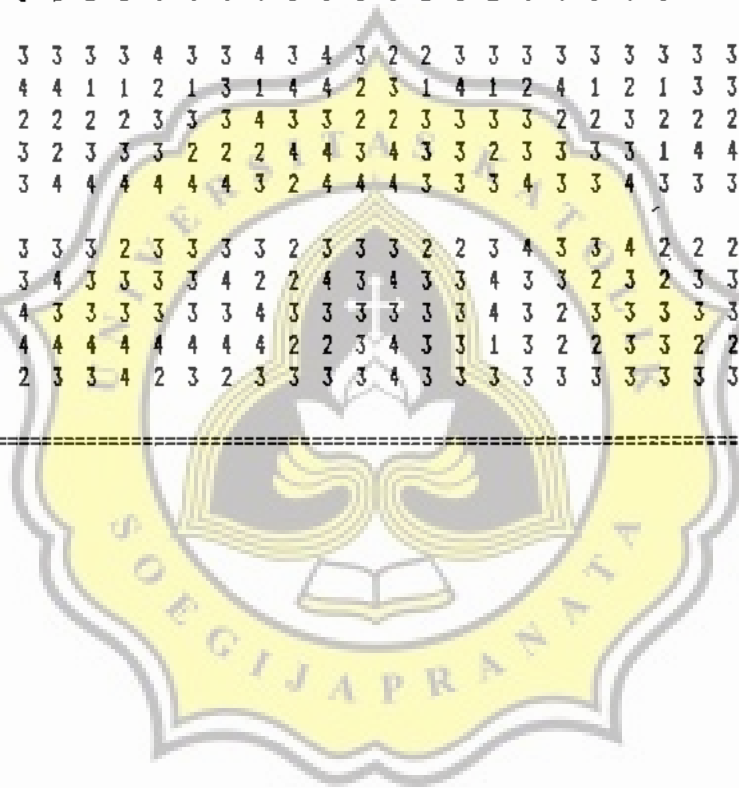 3 3 3 3 4 3 3 4 3 4 3 2 2 3 3 3 3 3 3 3 3 3
4 4 1 1 2 1 3 1 4 4 2 3 1 4 1 2 4 1 2 1 3 3
2 2 2 2 3 3 3 4 3 3 2 2 3 3 3 3 2 2 3 2 2 2
3 2 3 3 3 2 2 2 4 4 3 4 3 3 2 3 3 3 3 1 4 4
3 4 4 4 4 4 4 3 2 4 4 4 3 3 3 4 3 3 4 3 3 3
3 3 3 2 3 3 3 3 2 3 3 3 2 2 3 4 3 3 4 2 2 2
3 4 3 3 3 3 4 2 2 4 3 4 3 3 4 3 3 2 3 2 3 3
4 3 3 3 3 3 3 4 3 3 3 3 3 3 4 3 2 3 3 3 3 3
4 4 4 4 4 4 4 4 2 2 3 4 3 3 1 3 2 2 3 3 2 2
2 3 3 4 2 3 2 3 3 3 3 4 3 3 3 3 3 3 3 3 3 3
UNIVERSITAS KATOLIK
SOEGIJAPRANATA